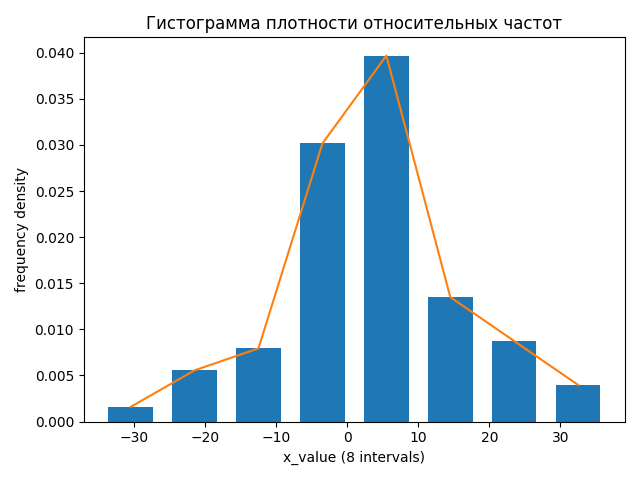 Гистограмма плотности относительных частот
0.040
0.035
0.030
0.025
0.020
0.015
0.010
0.005
0.000
frequency density
−30 −20 −10 0 10 20 30
x_value (8 intervals)